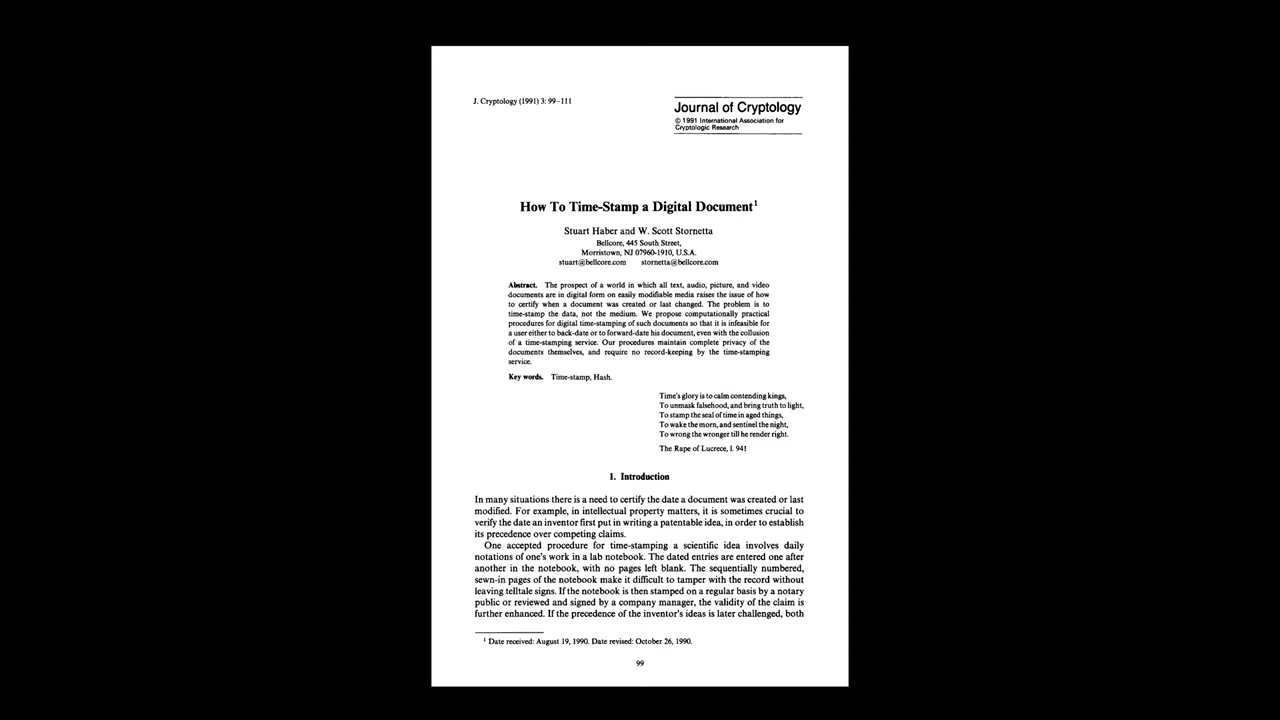 J. Cryptology (1991) 3: 99–111
Journal of Cryptology
© 1991 International Association for
Cryptologic Research
How To Time-Stamp a Digital Document¹
Stuart Haber and W. Scott Stornetta
Bellcore, 445 South Street,
Morristown, NJ 07960-1910, U.S.A.
stuart@bellcore.com stornetta@bellcore.com
Abstract. The prospect of a world in which all text, audio, picture, and video
documents are in digital form on easily modifiable media raises the issue of how
to certify when a document was created or last changed. The problem is to
time-stamp the data, not the medium. We propose computationally practical
procedures for digital time-stamping of such documents so that it is infeasible for
a user either to back-date or to forward-date his document, even with the collusion
of a time-stamping service. Our procedures maintain complete privacy of the
documents themselves, and require no record-keeping by the time-stamping
service.
Key words. Time-stamp, Hash.
Time's glory is to calm contending kings,
To unmask falsehood, and bring truth to light,
To stamp the seal of time in aged things,
To wake the morn, and sentinel the night,
To wrong the wronger till he render right.
The Rape of Lucrece, l. 941
1. Introduction
In many situations there is a need to certify the date a document was created or last
modified. For example, in intellectual property matters, it is sometimes crucial to
verify the date an inventor first put in writing a patentable idea, in order to establish
its precedence over competing claims.
One accepted procedure for time-stamping a scientific idea involves daily
notations of one's work in a lab notebook. The dated entries are entered one after
another in the notebook, with no pages left blank. The sequentially numbered,
sewn-in pages of the notebook make it difficult to tamper with the record without
leaving telltale signs. If the notebook is then stamped on a regular basis by a notary
public or reviewed and signed by a company manager, the validity of the claim is
further enhanced. If the precedence of the inventor's ideas is later challenged, both
¹ Date received: August 19, 1990. Date revised: October 26, 1990.
99